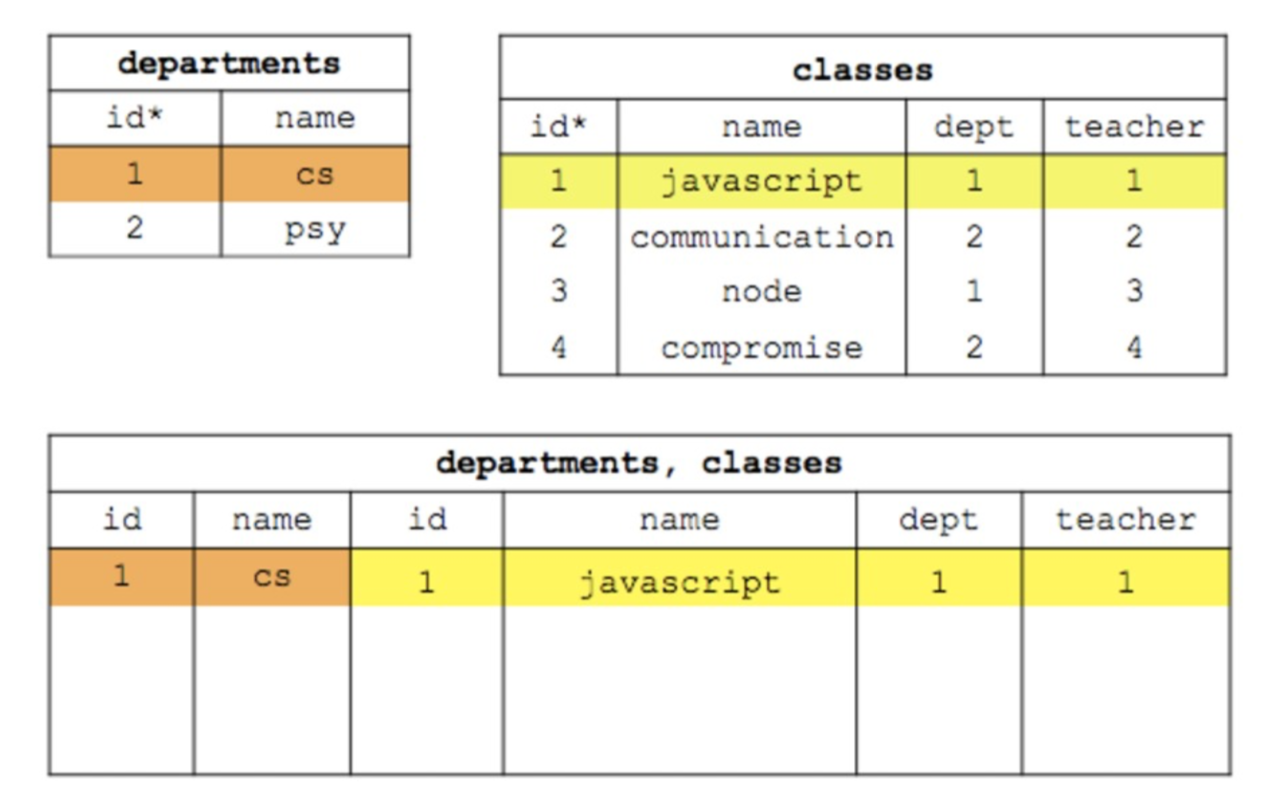 departments
id* name
1 cs
2 psy
classes
id* name dept teacher
1 javascript 1 1
2 communication 2 2
3 node 1 3
4 compromise 2 4
departments, classes
id name id name dept teacher
1 cs 1 javascript 1 1